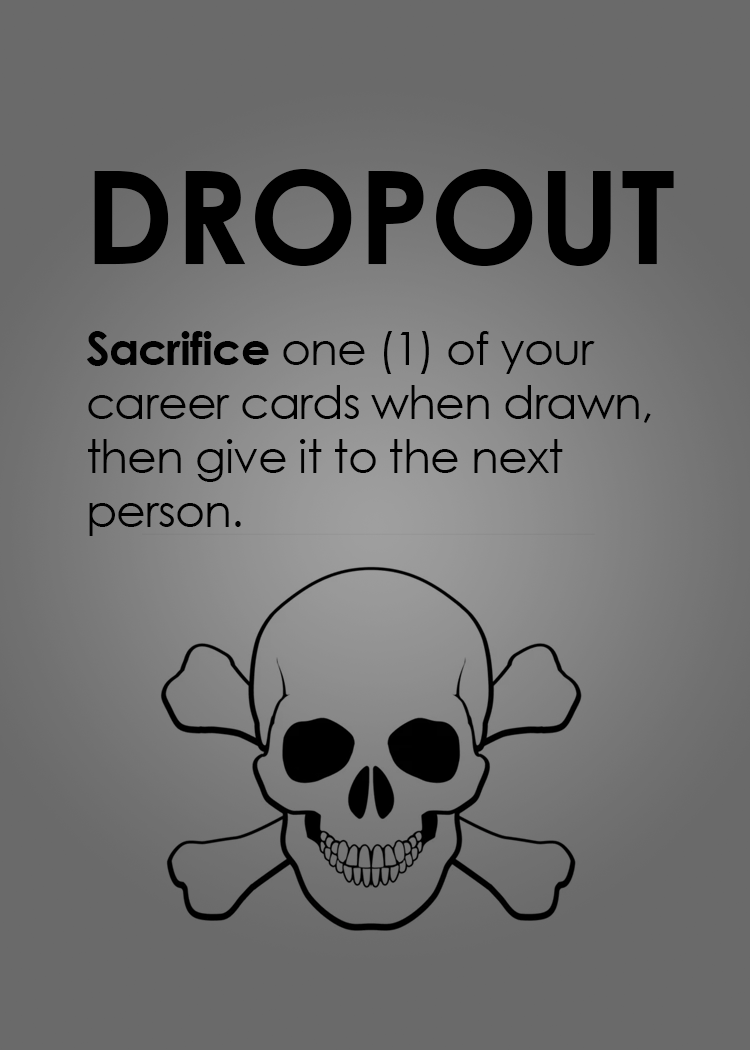 DROPOUT
Sacrifice one (1) of your
career cards when drawn,
then give it to the next
person.